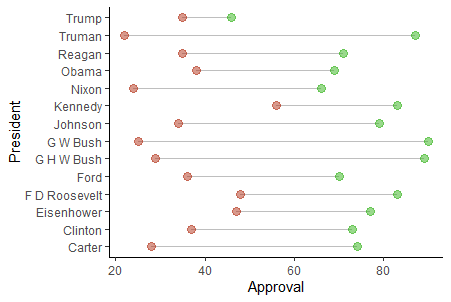 Trump
Truman
Reagan
Obama
Nixon
Kennedy
Johnson
G W Bush
G H W Bush
Ford
F D Roosevelt
Eisenhower
Clinton
Carter
President
20 40 60 80
Approval